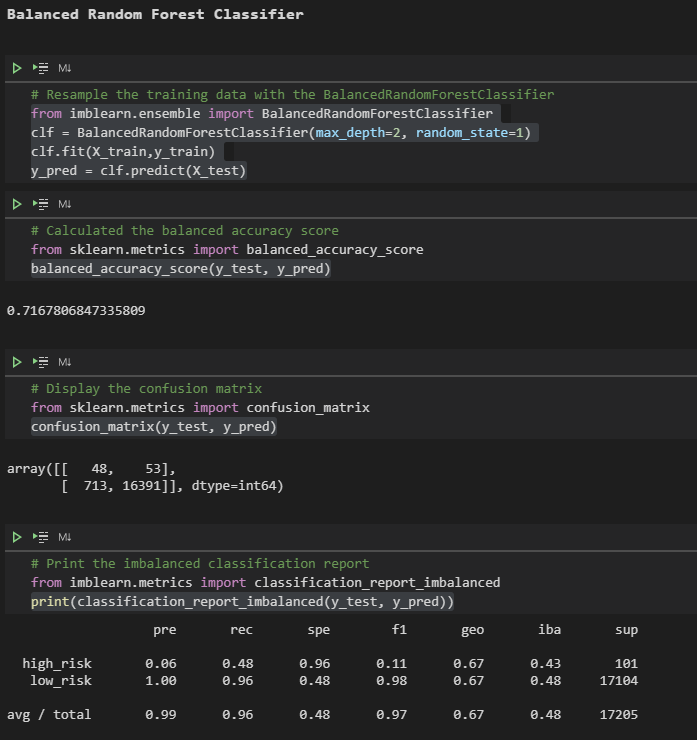 Balanced Random Forest Classifier
M↓
# Resample the training data with the BalancedRandomForestClassifier
from imblearn.ensemble import BalancedRandomForestClassifier
clf = BalancedRandomForestClassifier(max_depth=2, random_state=1)
clf.fit(X_train,y_train)
y_pred = clf.predict(X_test)
M↓
# Calculated the balanced accuracy score
from sklearn.metrics import balanced_accuracy_score
balanced_accuracy_score(y_test, y_pred)
0.7167806847335809
M↓
# Display the confusion matrix
from sklearn.metrics import confusion_matrix
confusion_matrix(y_test, y_pred)
array([[   48,    53],
       [  713, 16391]], dtype=int64)
M↓
# Print the imbalanced classification report
from imblearn.metrics import classification_report_imbalanced
print(classification_report_imbalanced(y_test, y_pred))
                   pre       rec       spe        f1       geo       iba       sup
  high_risk       0.06      0.48      0.96      0.11      0.67      0.43       101
   low_risk       1.00      0.96      0.48      0.98      0.67      0.48     17104
avg / total       0.99      0.96      0.48      0.97      0.67      0.48     17205